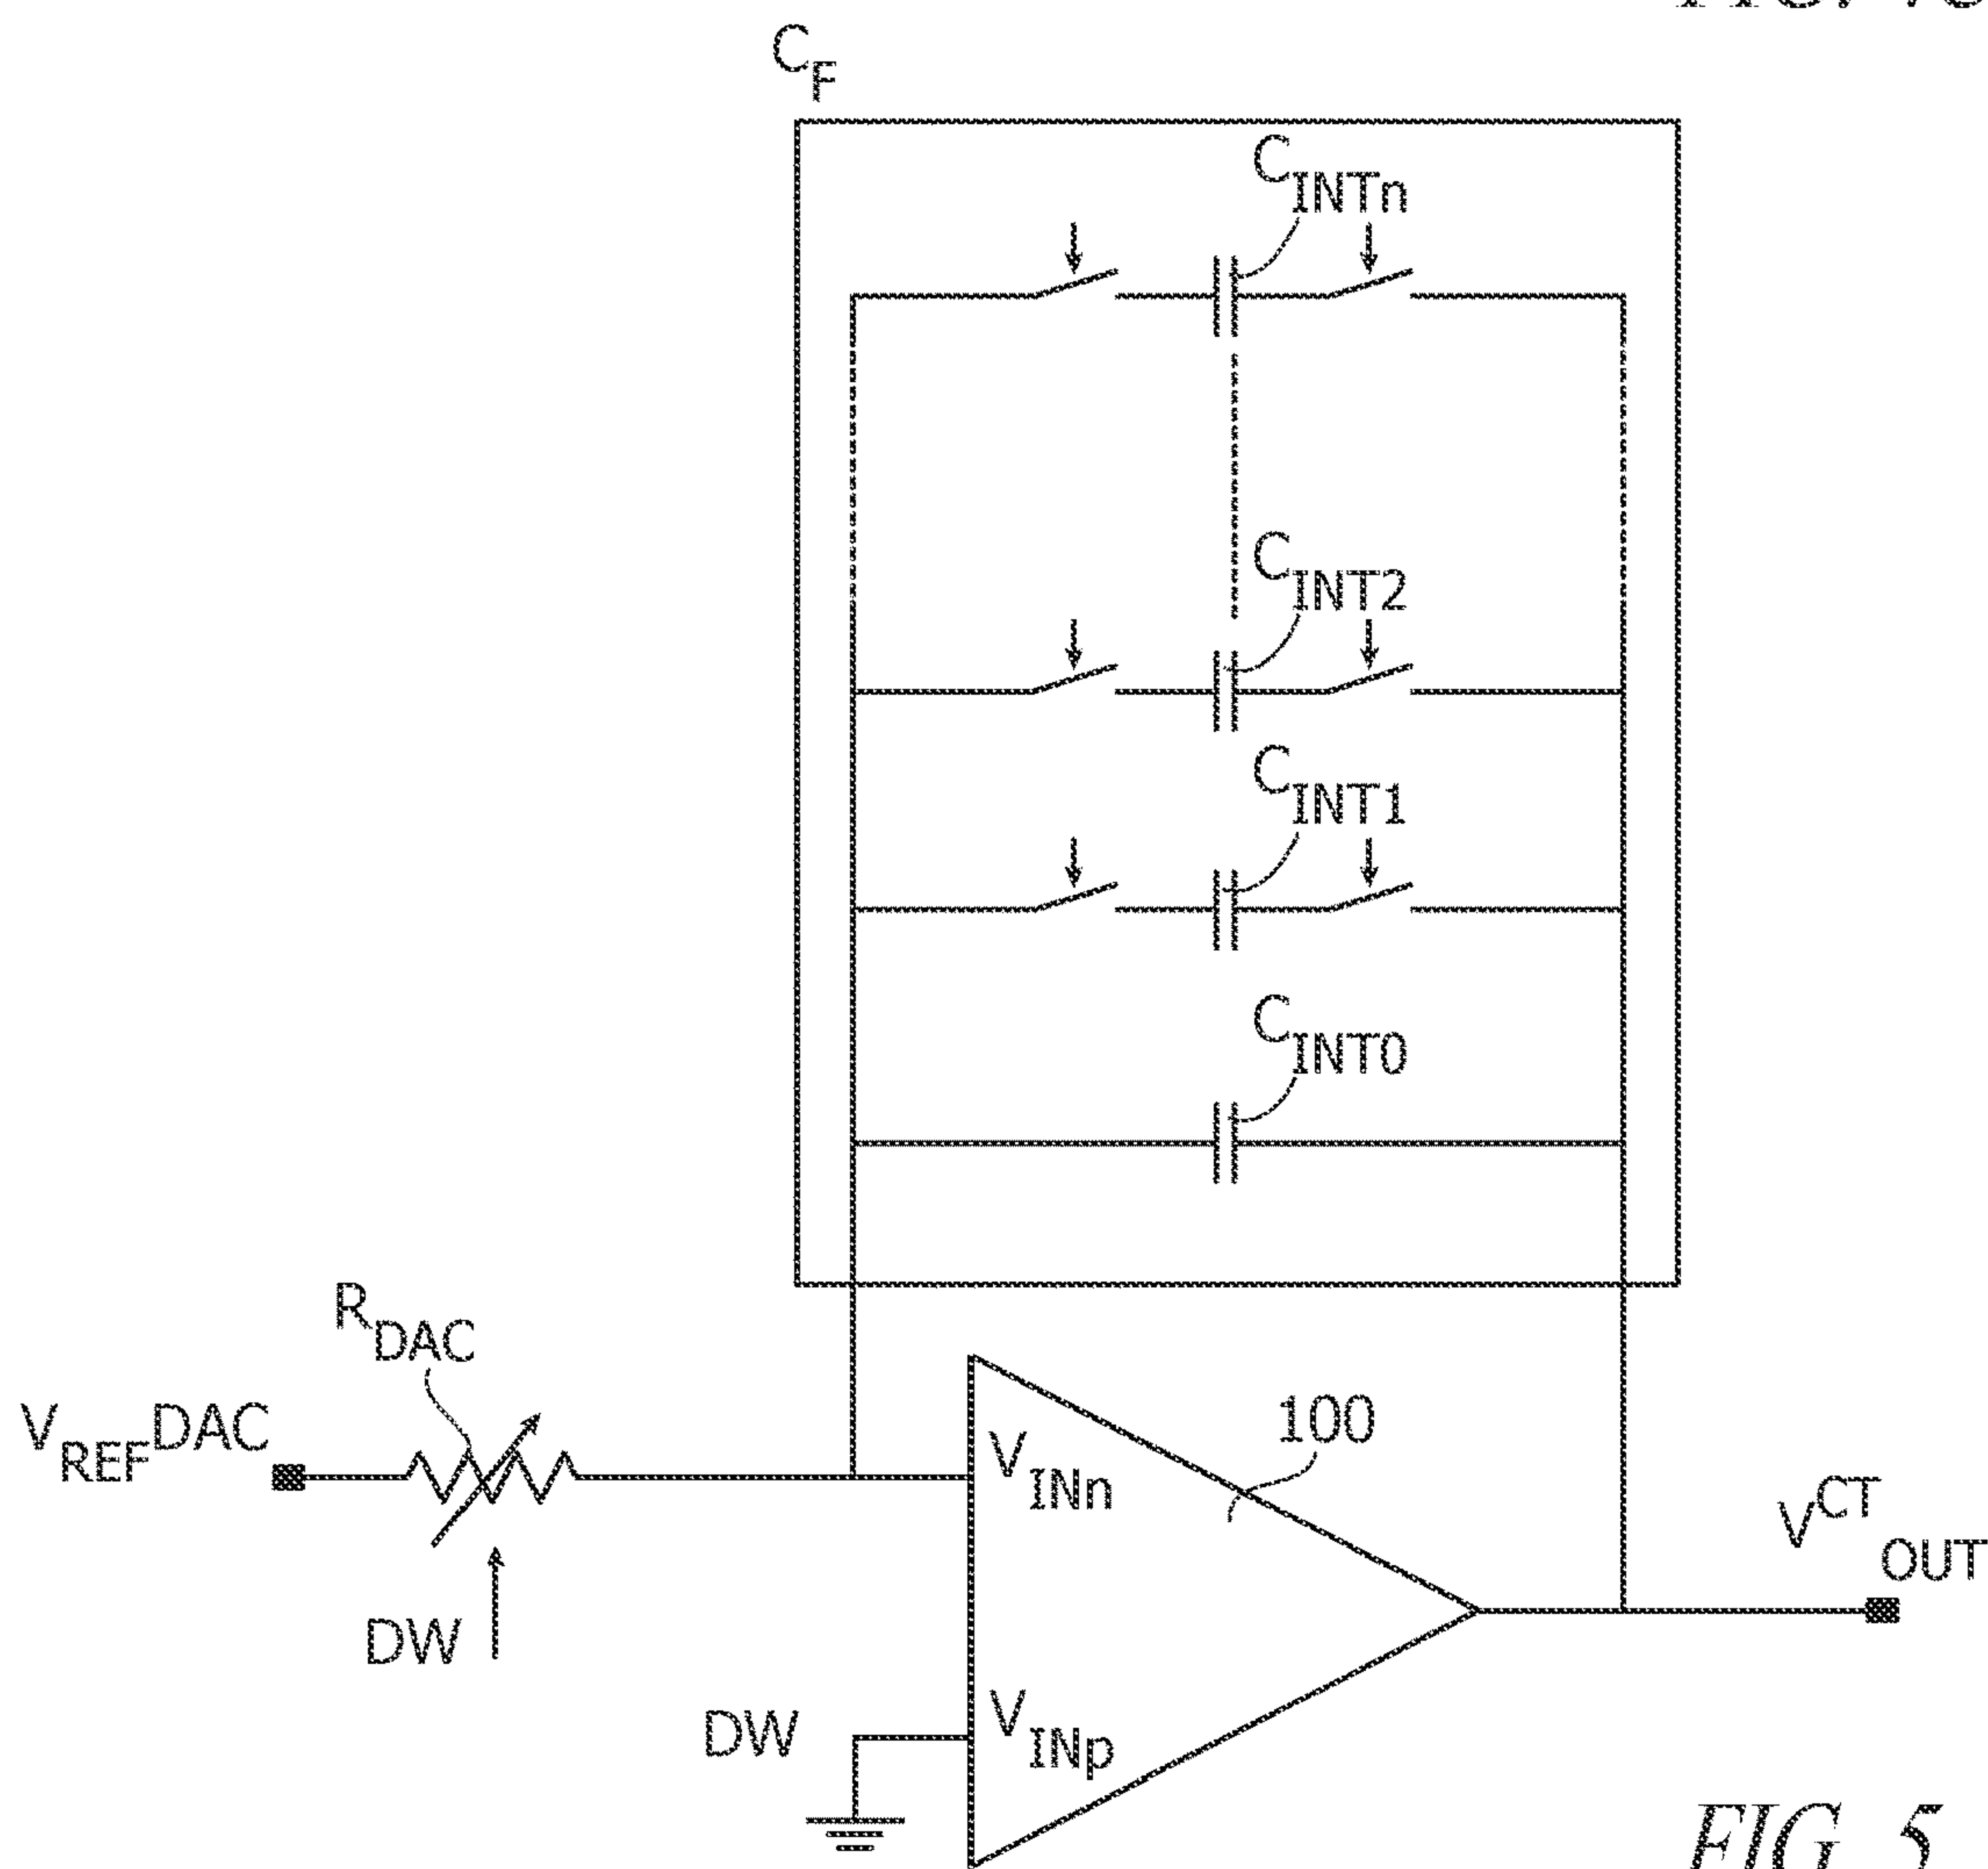 C_F
C_INTn
C_INT2
C_INT1
C_INT0
R_DAC
V_REF DAC
DW
V_INn
100
V^CT_OUT
DW
V_INp
FIG. 5